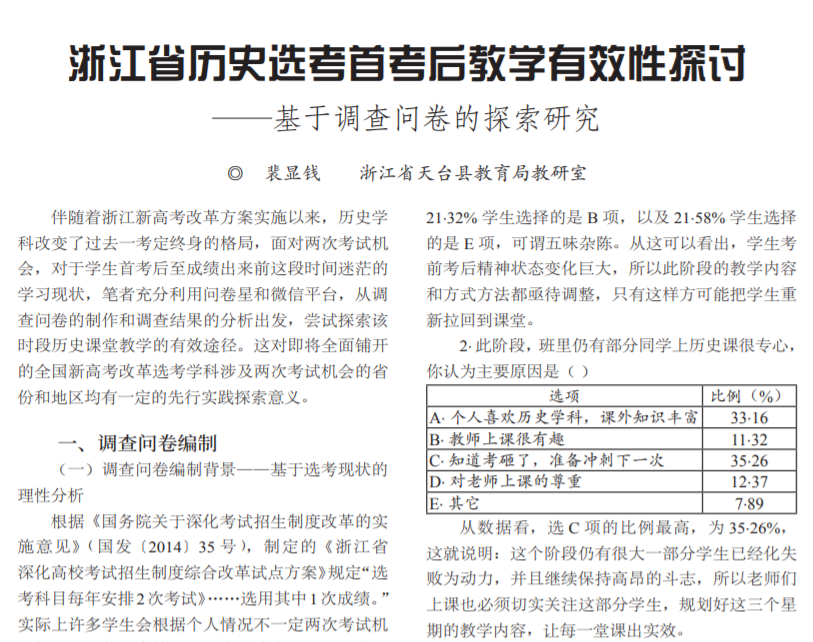 浙江省历史选考首考后教学有效性探讨
——基于调查问卷的探索研究
◎ 裴显钱 浙江省天台县教育局教研室
伴随着浙江新高考改革方案实施以来，历史学
科改变了过去一考定终身的格局，面对两次考试机
会，对于学生首考后至成绩出来前这段时间迷茫的
学习现状，笔者充分利用问卷星和微信平台，从调
查问卷的制作和调查结果的分析出发，尝试探索该
时段历史课堂教学的有效途径。这对即将全面铺开
的全国新高考改革选考学科涉及两次考试机会的省
份和地区均有一定的先行实践探索意义。
一、调查问卷编制
（一）调查问卷编制背景——基于选考现状的
理性分析
根据《国务院关于深化考试招生制度改革的实
施意见》（国发〔2014〕35 号），制定的《浙江省
深化高校考试招生制度综合改革试点方案》规定“选
考科目每年安排2次考试》……选用其中1次成绩。”
实际上许多学生会根据个人情况不一定两次考试机
21·32% 学生选择的是 B 项，以及 21·58% 学生选择
的是 E 项，可谓五味杂陈。从这可以看出，学生考
前考后精神状态变化巨大，所以此阶段的教学内容
和方式方法都亟待调整，只有这样方可能把学生重
新拉回到课堂。
2· 此阶段，班里仍有部分同学上历史课很专心，
你认为主要原因是（ ）
选项 比例（%）
A· 个人喜欢历史学科，课外知识丰富 33·16
B· 教师上课很有趣 11·32
C· 知道考砸了，准备冲刺下一次 35·26
D· 对老师上课的尊重 12·37
E· 其它 7·89
从数据看，选 C 项的比例最高，为 35·26%，
这就说明：这个阶段仍有很大一部分学生已经化失
败为动力，并且继续保持高昂的斗志，所以老师们
上课也必须切实关注这部分学生，规划好这三个星
期的教学内容，让每一堂课出实效。